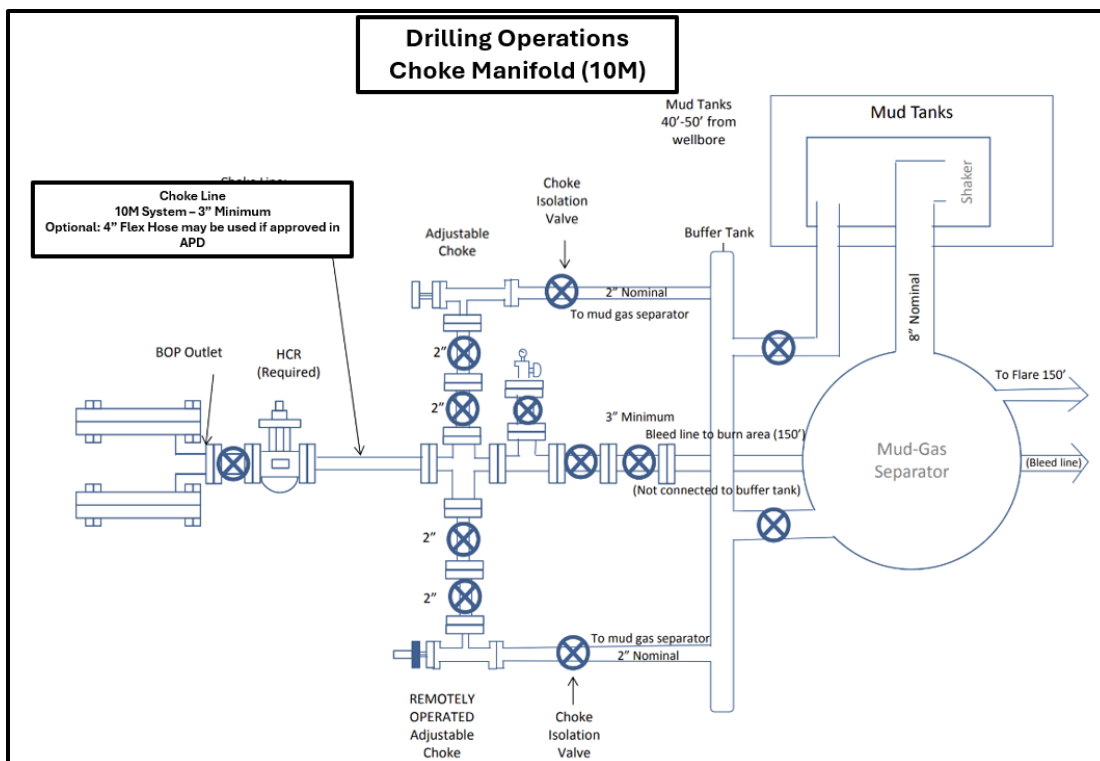 Drilling Operations
Choke Manifold (10M)
Mud Tanks
40’-50’ from
wellbore
Mud Tanks
Shaker
Choke Line:
Choke Line
10M System – 3” Minimum
Optional: 4” Flex Hose may be used if approved in
APD
Choke
Isolation
Valve
Adjustable
Choke
Buffer Tank
2” Nominal
To mud gas separator
8” Nominal
BOP Outlet
HCR
(Required)
2”
2”
To Flare 150’
3” Minimum
Bleed line to burn area (150’)
Mud-Gas
Separator
(Bleed line)
(Not connected to buffer tank)
2”
2”
To mud gas separator
2” Nominal
REMOTELY
OPERATED
Adjustable
Choke
Choke
Isolation
Valve